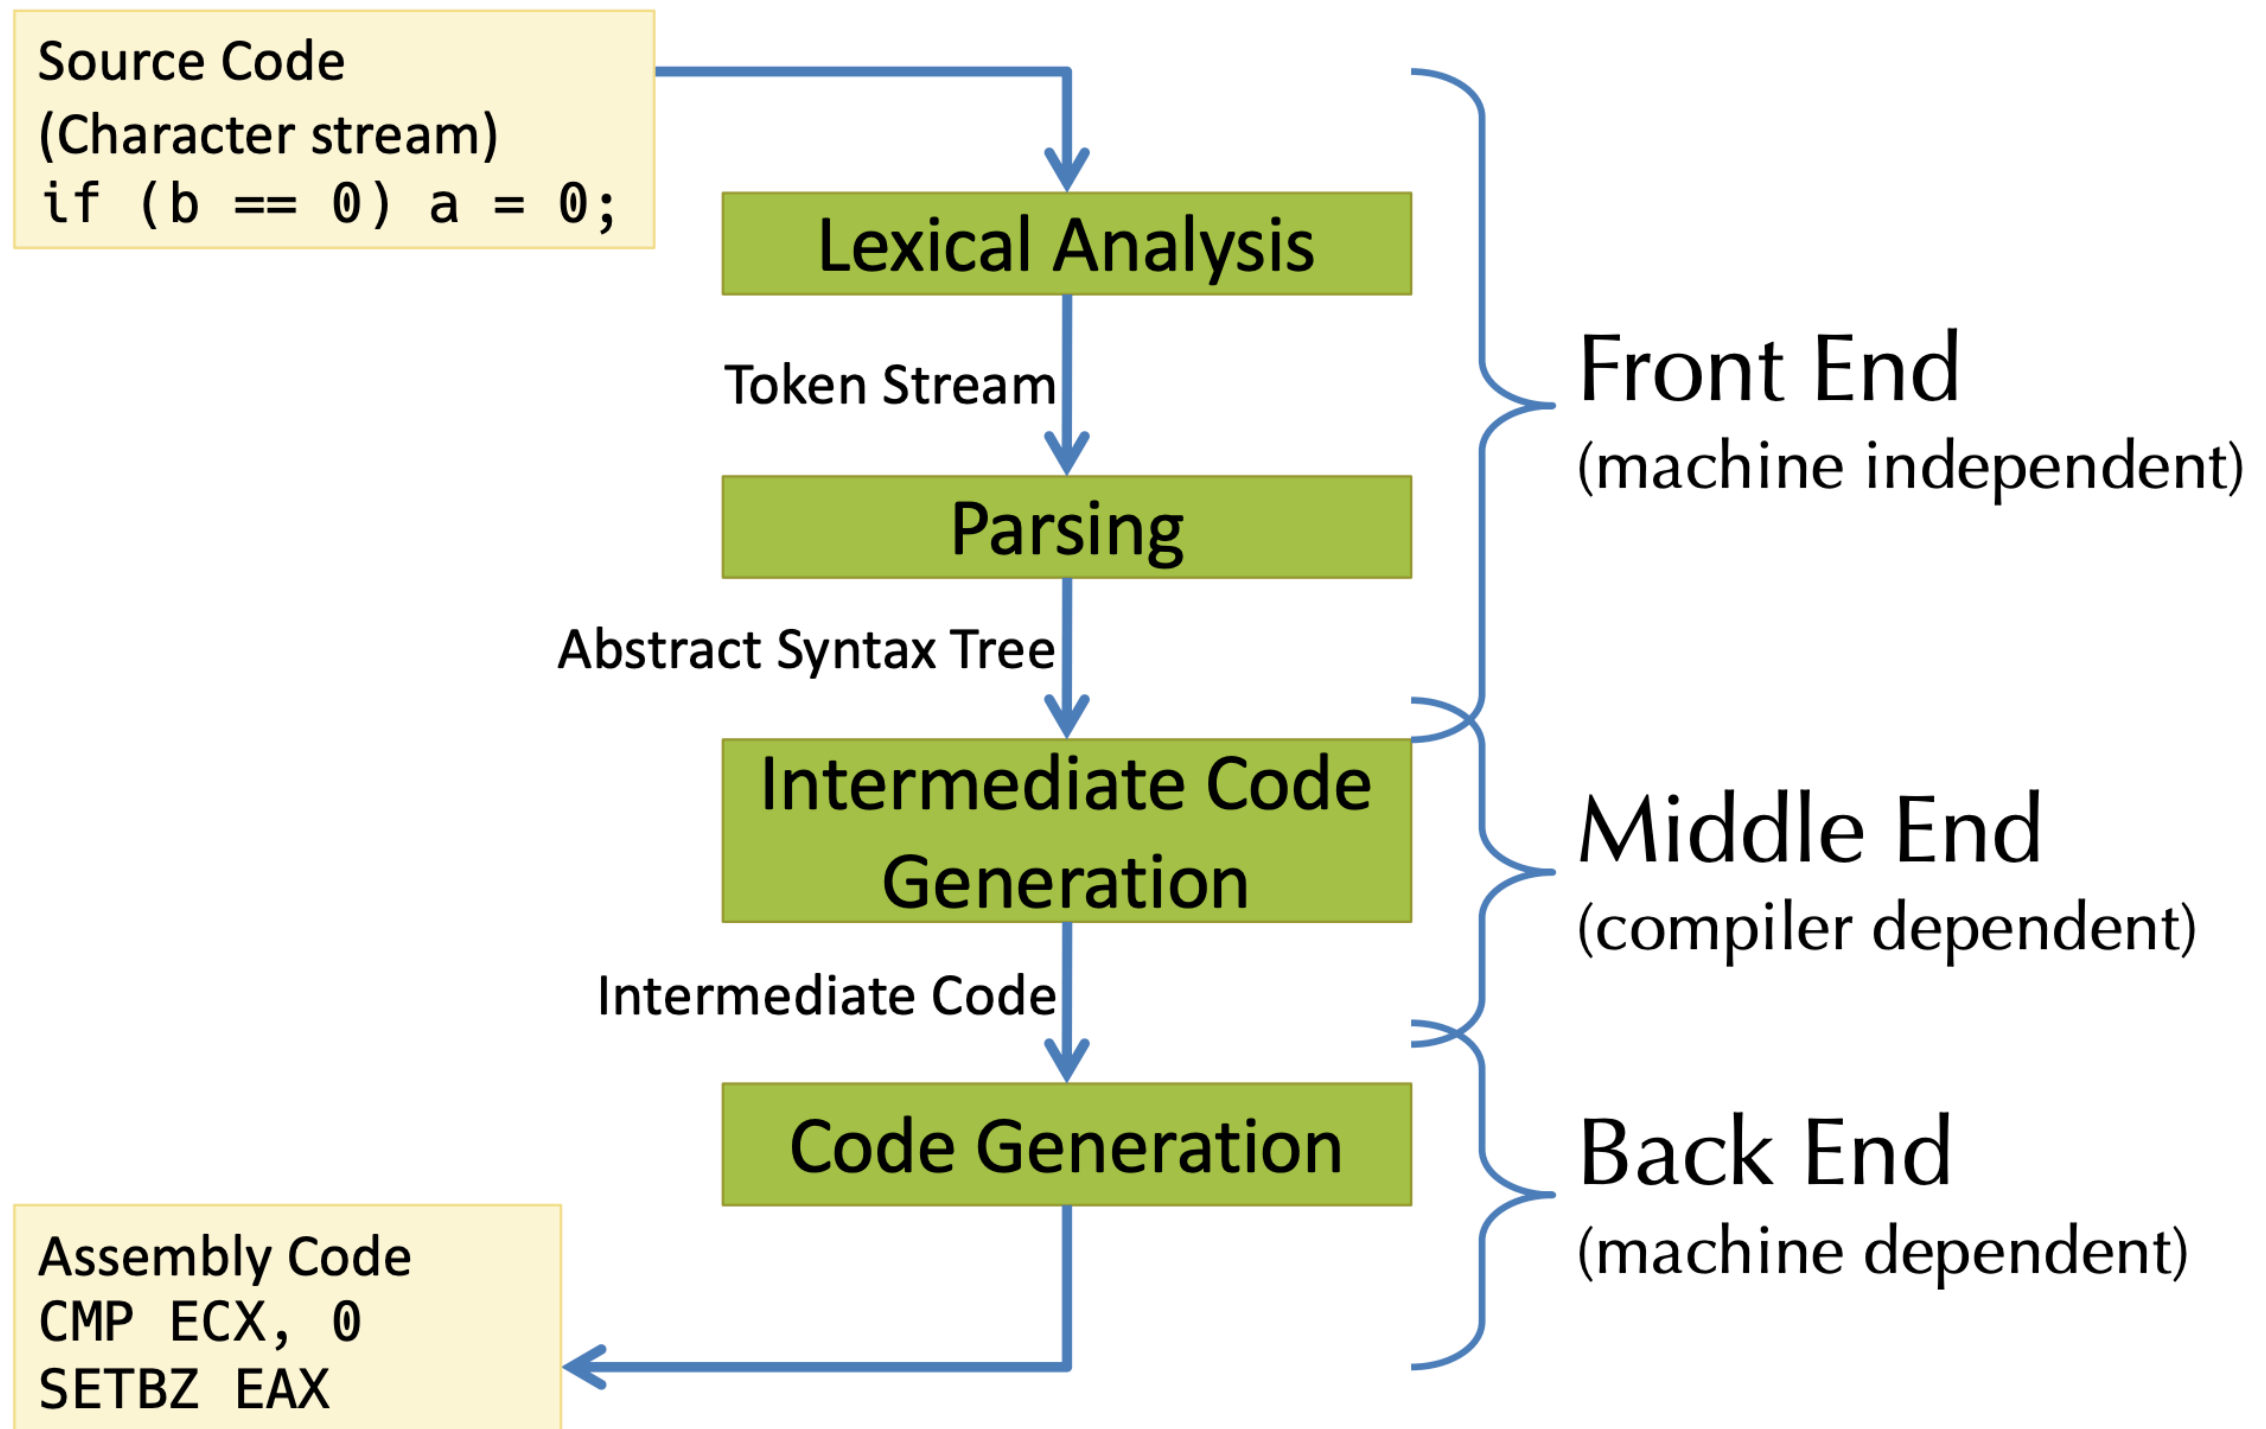 Source Code
(Character stream)
if (b == 0) a = 0;
Lexical Analysis
Token Stream
Parsing
Abstract Syntax Tree
Intermediate Code
Generation
Intermediate Code
Code Generation
Assembly Code
CMP ECX, 0
SETBZ EAX
Front End
(machine independent)
Middle End
(compiler dependent)
Back End
(machine dependent)